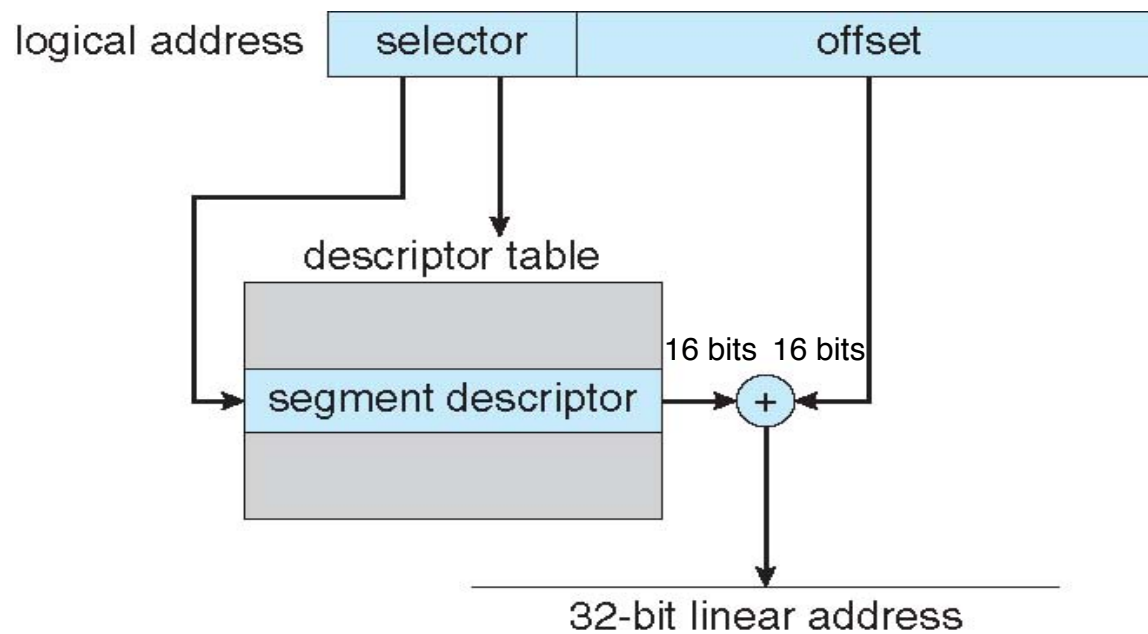 logical address selector offset
descriptor table
16 bits 16 bits
segment descriptor +
32-bit linear address